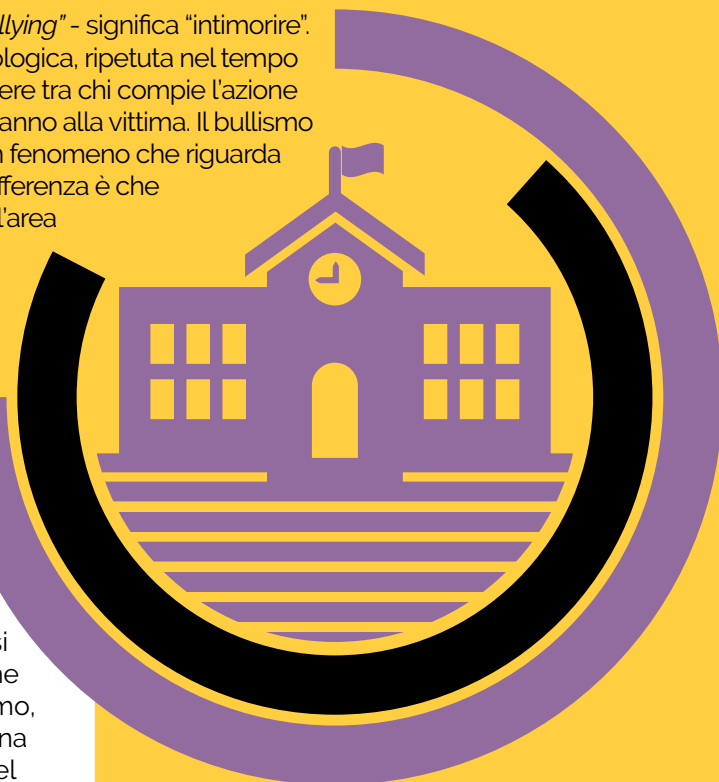 llying” - significa “intimorire”.
ologica, ripetuta nel tempo
ere tra chi compie l’azione
anno alla vittima. Il bullismo
n fenomeno che riguarda
fferenza è che
l’area
si
ne
mo,
na
el